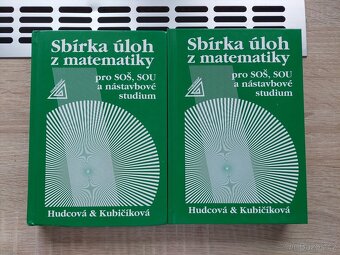 Sbírka úloh
z matematiky
pro SOŠ, SOU
a nástavbové
studium
Hudcová & Kubičíková
Sbírka úloh
z matematiky
pro SOŠ, SOU
a nástavbové
studium
Hudcová & Kubičíková